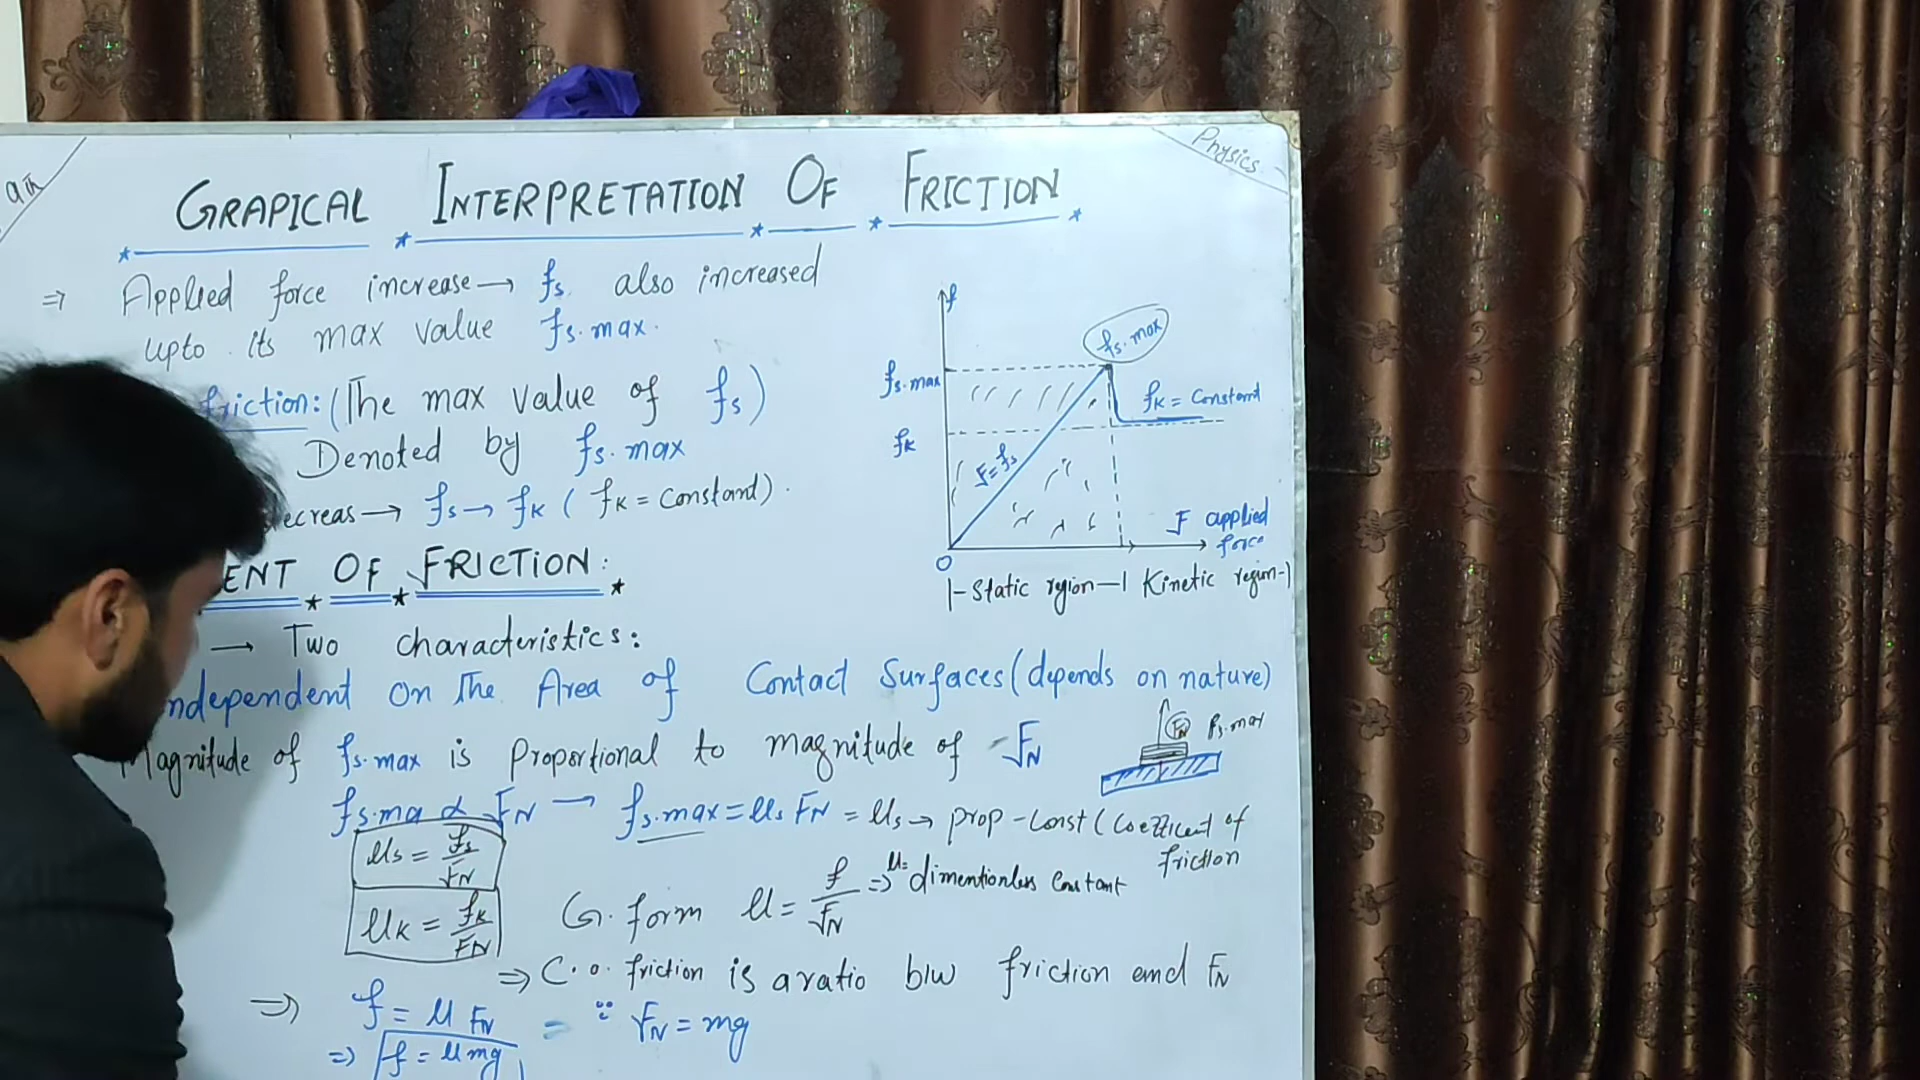 9th
Physics
GRAPICAL INTERPRETATION OF FRICTION
⇒ Applied force increase → fs also increased
upto its max value fs.max.
friction: (The max value of fs)
Denoted by fs.max
ecreas → fs → fK ( fK = Constant).
ENT OF FRICTION:
→ Two characteristics:
ndependent On The Area of Contact Surfaces (depends on nature)
Magnitude of fs.max is Proportional to magnitude of FN
fs.ma ∝ FN → fs.max = μs FN = μs → prop-const (coefficent of
friction
μs = fs/FN
μK = fK/FN
G. form μ = f/FN ⇒ μ= dimentionless Constant
⇒ C.o. friction is a ratio b/w friction and FN
⇒ f = μ FN = ∵ FN = mg
⇒ f = μmg
f
fs.max
fs.max
fK = Constant
fK
F=fs
F applied
force
O
|-Static region-| Kinetic region-|
FN
fs.max